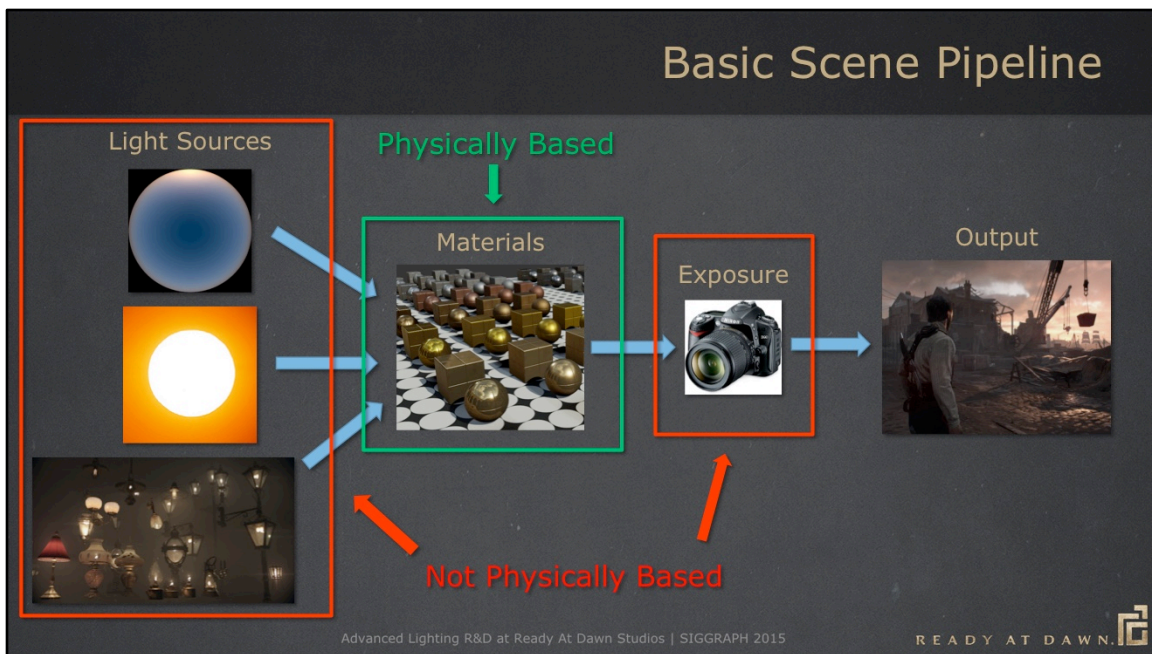 Basic Scene Pipeline
Light Sources
Physically Based
Materials
Exposure
Output
Not Physically Based
Advanced Lighting R&D at Ready At Dawn Studios | SIGGRAPH 2015
READY AT DAWN.